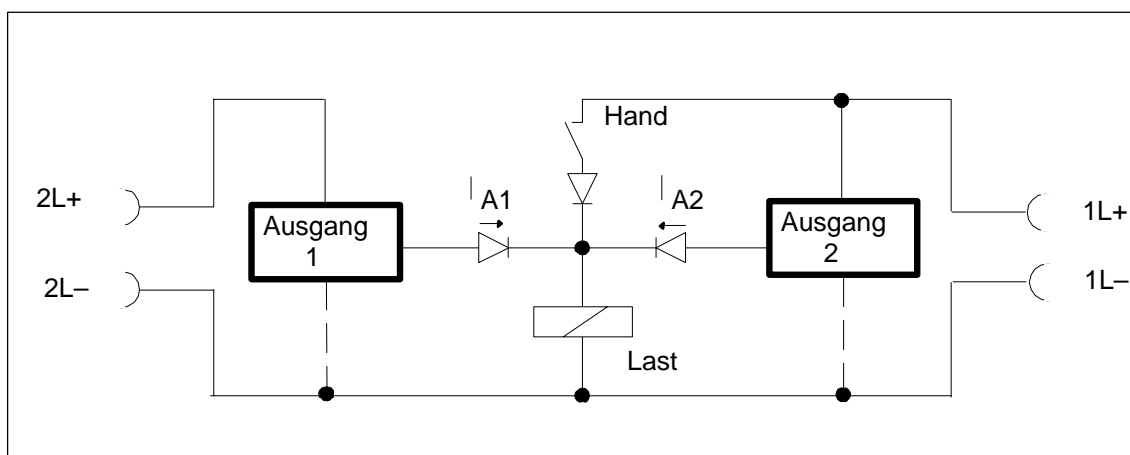 Hand
2L+
Ausgang
1
I A1
I A2
Ausgang
2
1L+
2L–
1L–
Last